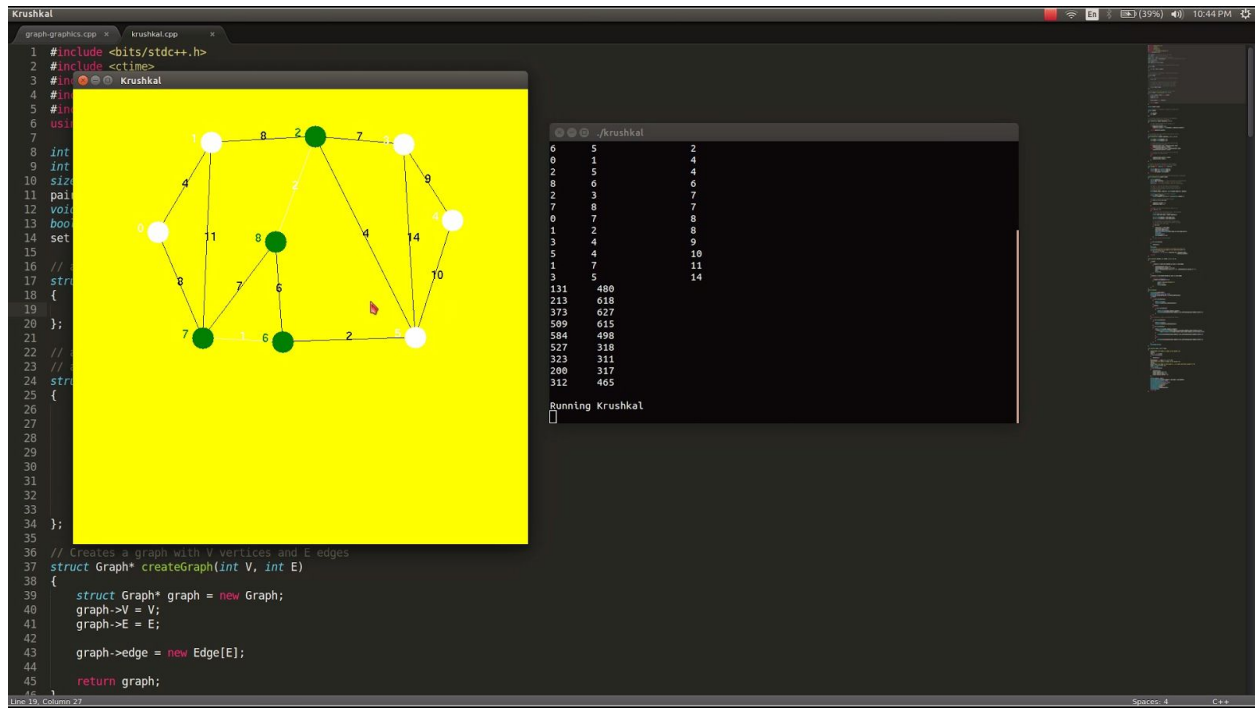 Krushkal
En (39%) 10:44 PM
graph-graphics.cpp × krushkal.cpp ×
1 #include <bits/stdc++.h>
2 #include <ctime>
3 #in
4 #in
5 #in
6 usi
7
8 int
9 int
10 size
11 pai
12 voi
13 boo
14 set
15
16 //
17 stru
18 {
19
20 };
21
22 //
23 //
24 stru
25 {
26
27
28
29
30
31
32
33
34 };
35
36 // Creates a graph with V vertices and E edges
37 struct Graph* createGraph(int V, int E)
38 {
39 struct Graph* graph = new Graph;
40 graph->V = V;
41 graph->E = E;
42
43 graph->edge = new Edge[E];
44
45 return graph;
46 }
Krushkal
1 8 2 7 3
4 2 9
0 11 8 4 14 4
8 7 6 10
7 1 6 2 5
./krushkal
6 5 2
0 1 4
2 5 4
8 6 6
2 3 7
7 8 7
0 7 8
1 2 8
3 4 9
5 4 10
1 7 11
3 5 14
131 480
213 618
373 627
509 615
584 498
527 318
323 311
200 317
312 465
Running Krushkal
Line 19, Column 27
Spaces: 4 C++